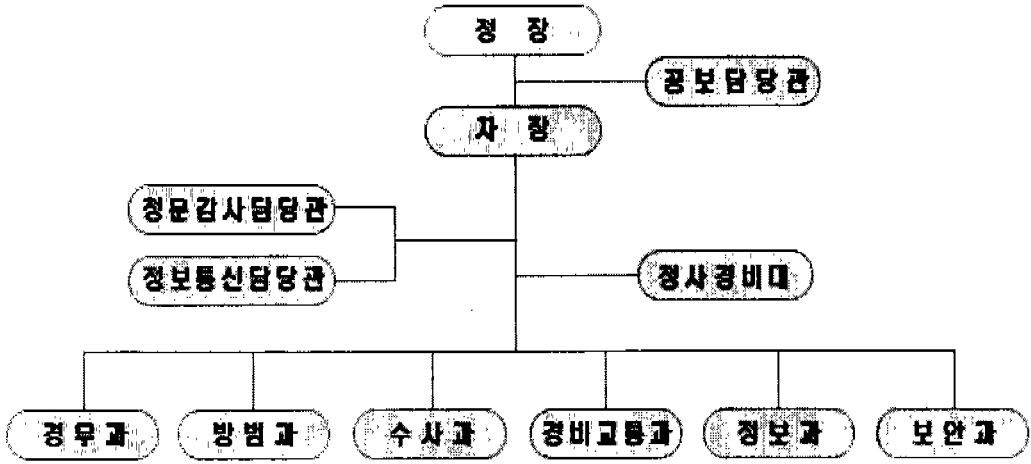 청 장
공보담당관
차 장
청문감사담당관
정보통신담당관
청사경비대
경무과 방범과 수사과 경비교통과 정보과 보안과